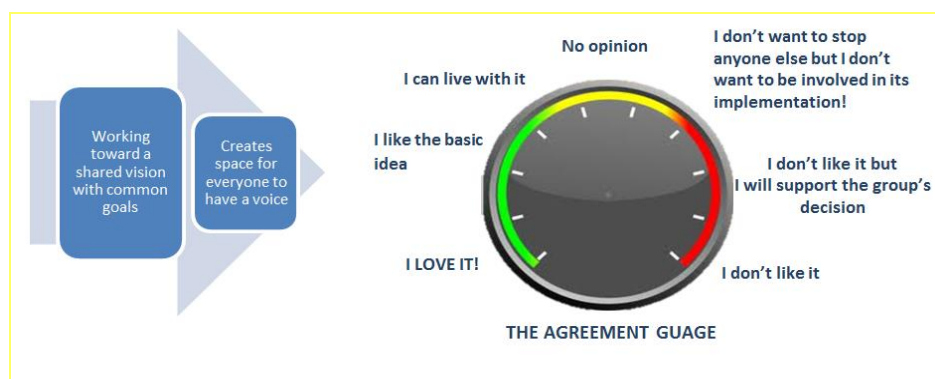 Working
toward a
shared vision
with common
goals
Creates
space for
everyone to
have a voice
No opinion
I can live with it
I like the basic
idea
I LOVE IT!
I don't want to stop
anyone else but I don't
want to be involved in its
implementation!
I don't like it but
I will support the group's
decision
I don't like it
THE AGREEMENT GUAGE